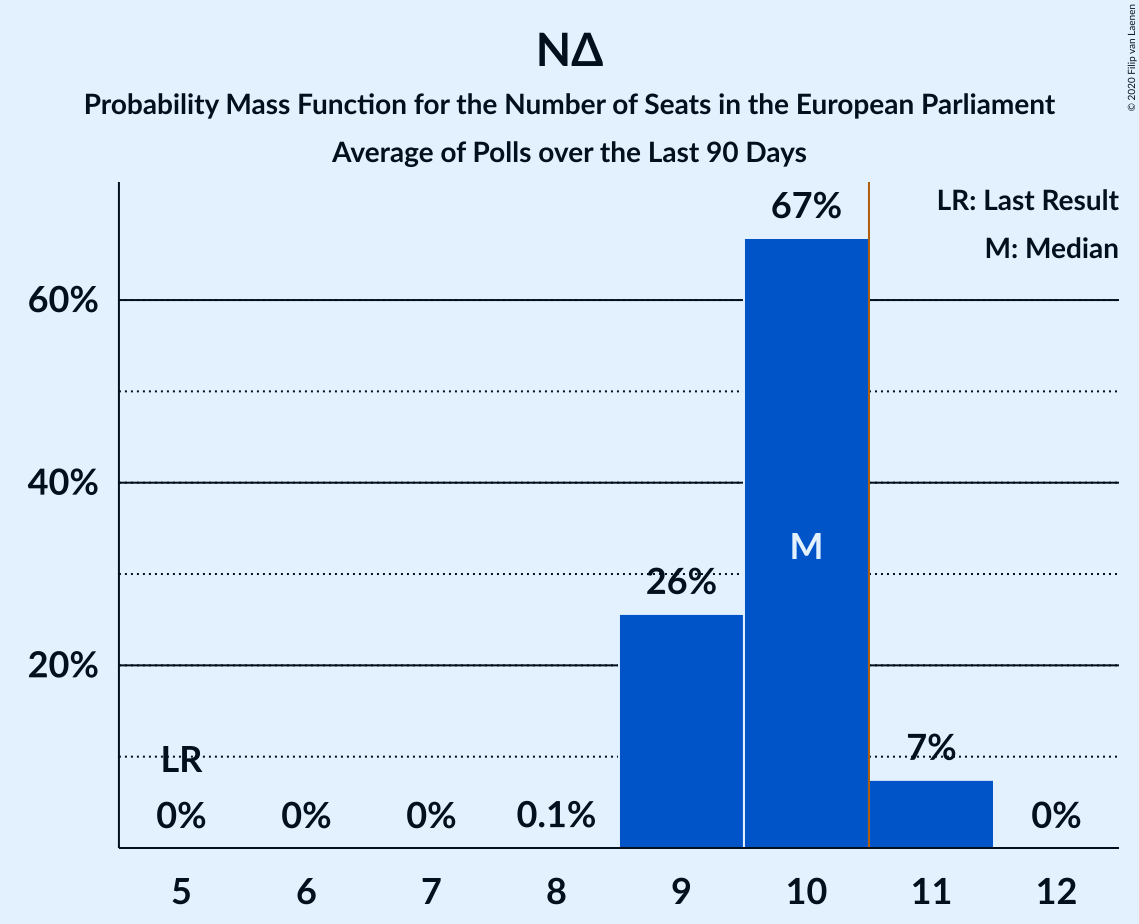 ΝΔ
Probability Mass Function for the Number of Seats in the European Parliament
Average of Polls over the Last 90 Days
© 2020 Filip van Laenen
LR: Last Result
M: Median
67%
60%
40%
M
26%
20%
LR
7%
0%
0%
0%
0.1%
0%
5
6
7
8
9
10
11
12